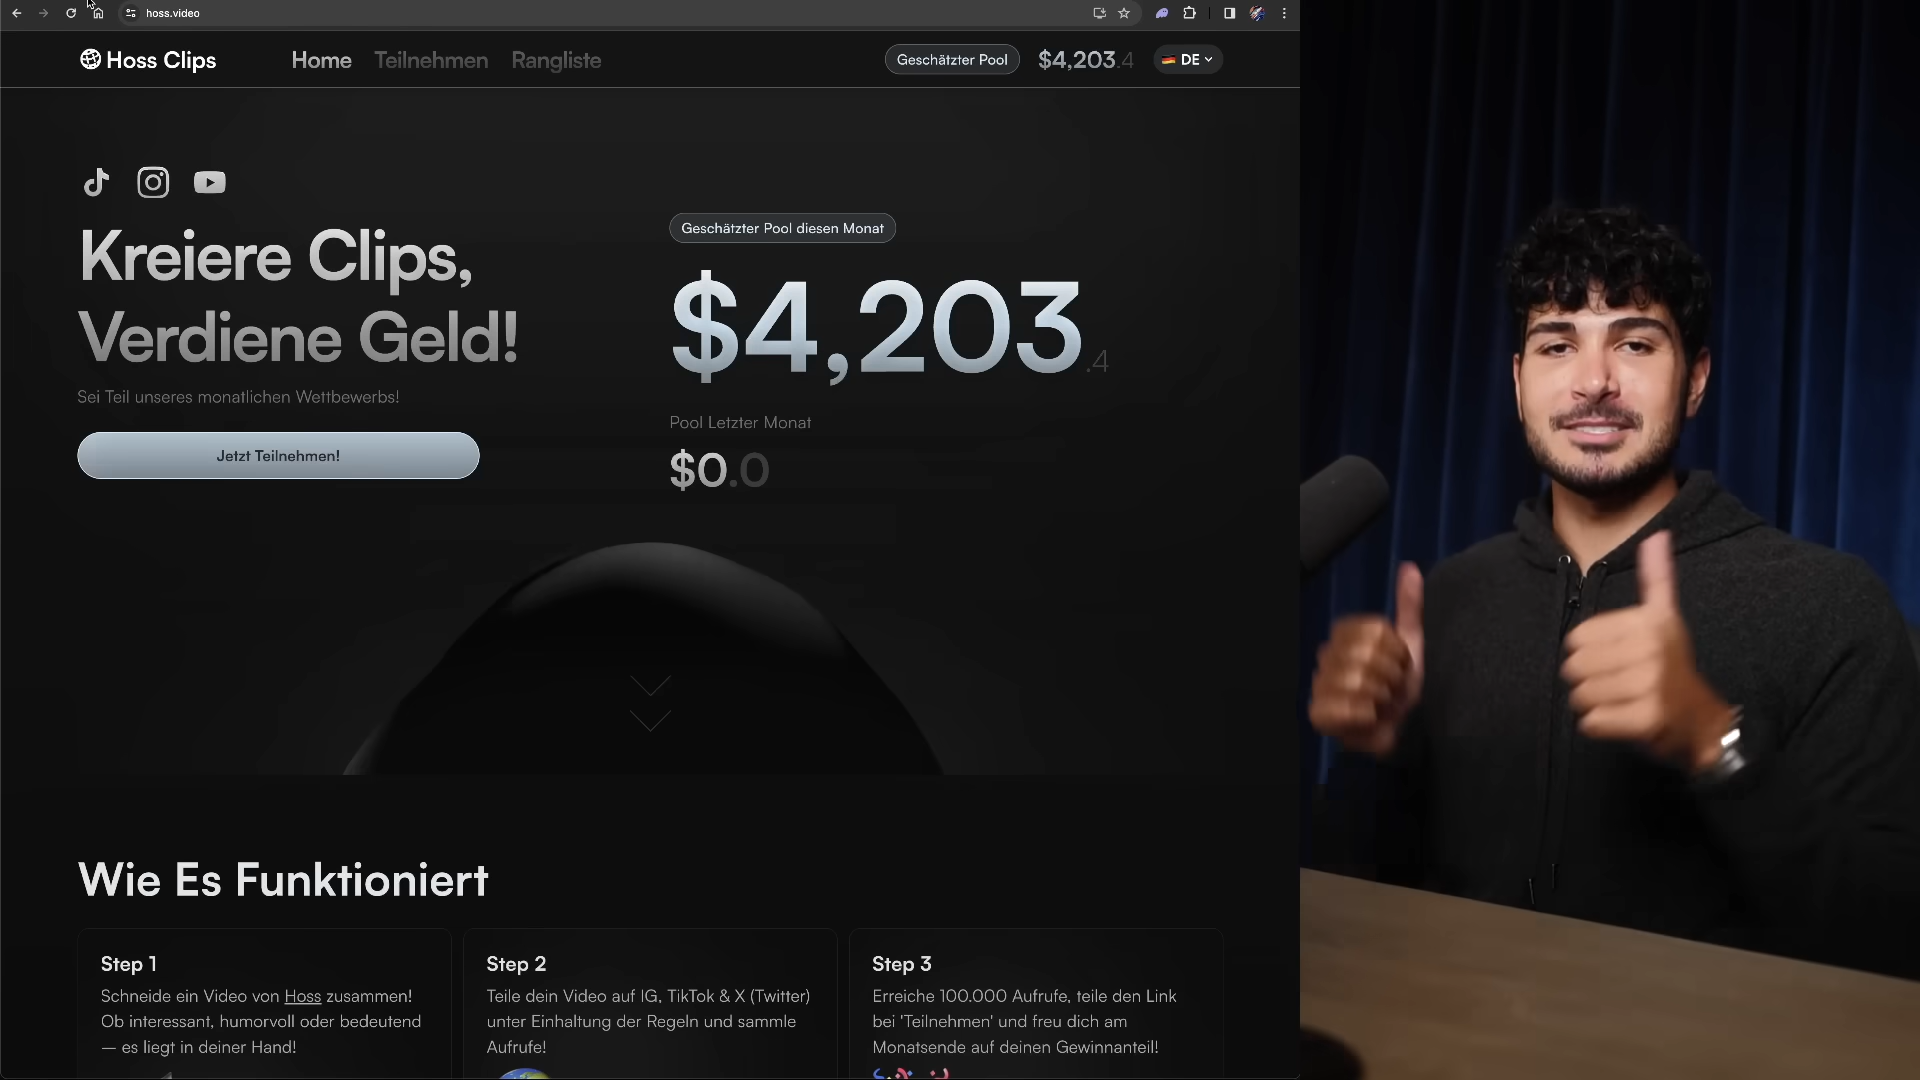 hoss.video
Hoss Clips
Home
Teilnehmen
Rangliste
Geschätzter Pool
$4,203.4
DE
Kreiere Clips,
Verdiene Geld!
Sei Teil unseres monatlichen Wettbewerbs!
Jetzt Teilnehmen!
Geschätzter Pool diesen Monat
$4,203.4
Pool Letzter Monat
$0.0
Wie Es Funktioniert
Step 1
Schneide ein Video von Hoss zusammen!
Ob interessant, humorvoll oder bedeutend
— es liegt in deiner Hand!
Step 2
Teile dein Video auf IG, TikTok & X (Twitter)
unter Einhaltung der Regeln und sammle
Aufrufe!
Step 3
Erreiche 100.000 Aufrufe, teile den Link
bei 'Teilnehmen' und freu dich am
Monatsende auf deinen Gewinnanteil!